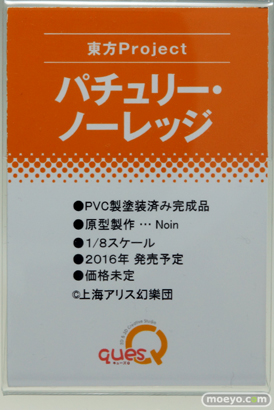 東方Project
パチュリー・
ノーレッジ
●PVC製塗装済み完成品
●原型製作 … Noin
●1/8スケール
●2016年 発売予定
●価格未定
©上海アリス幻樂団
quesQ
キューズQ
moeyo.com